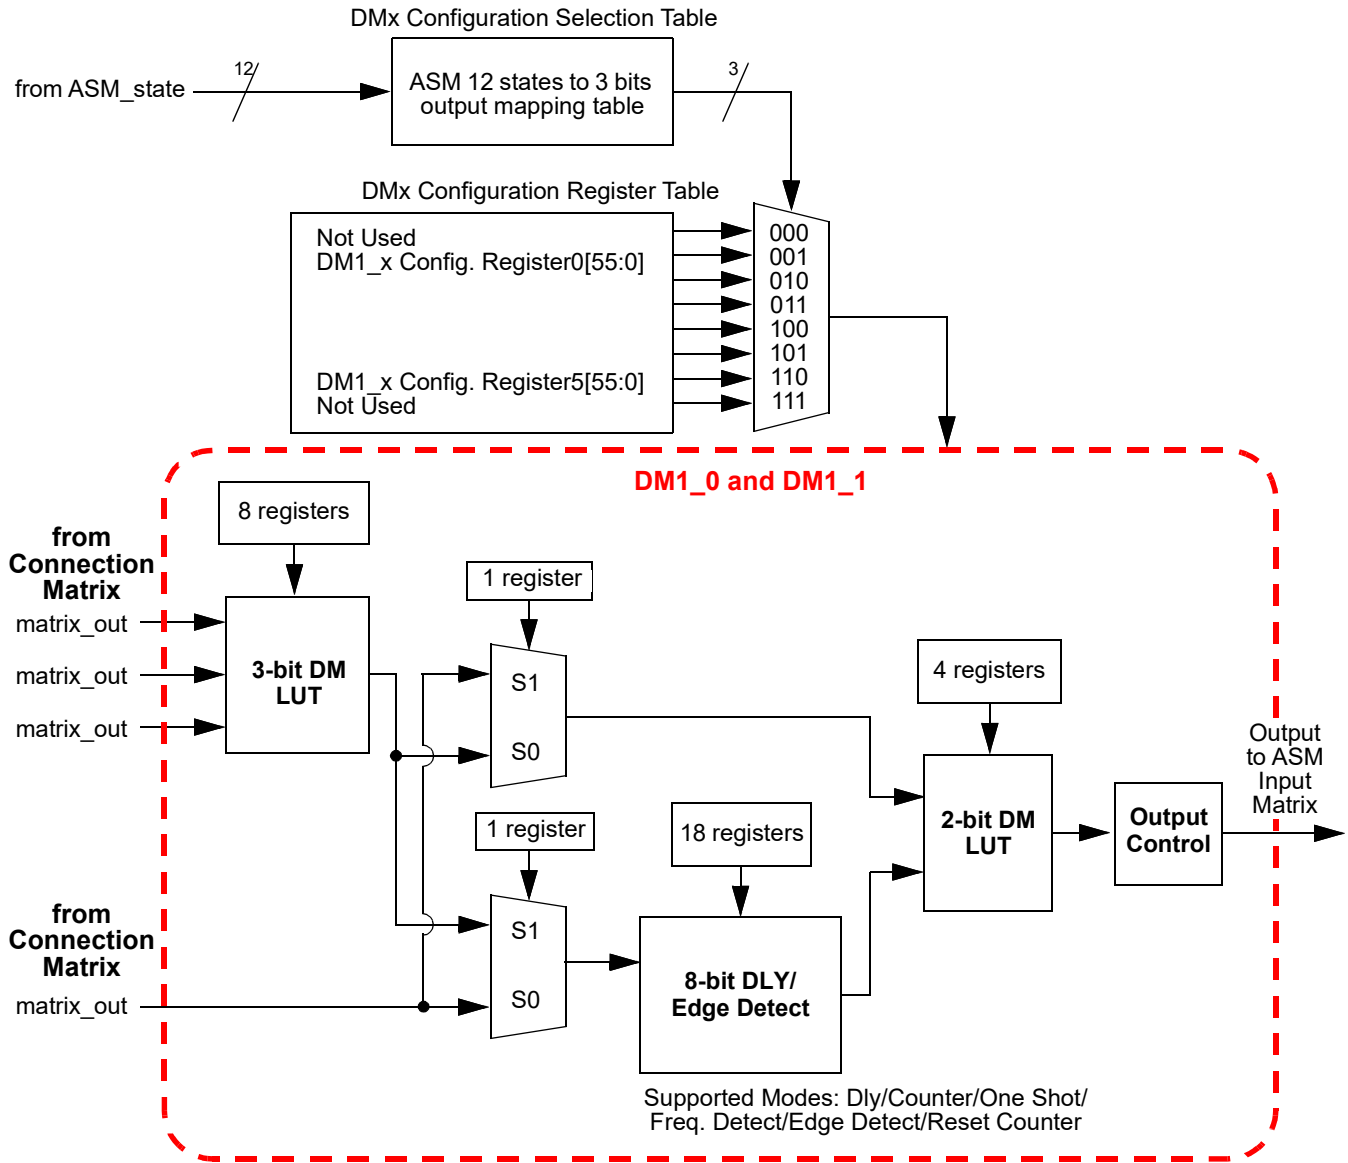 DMx Configuration Selection Table
from ASM_state
12
ASM 12 states to 3 bits
output mapping table
3
DMx Configuration Register Table
Not Used
DM1_x Config. Register0[55:0]
DM1_x Config. Register5[55:0]
Not Used
000
001
010
011
100
101
110
111
DM1_0 and DM1_1
8 registers
from
Connection
Matrix
matrix_out
matrix_out
matrix_out
3-bit DM
LUT
1 register
S1
S0
4 registers
2-bit DM
LUT
Output
Control
Output
to ASM
Input
Matrix
1 register
18 registers
from
Connection
Matrix
matrix_out
S1
S0
8-bit DLY/
Edge Detect
Supported Modes: Dly/Counter/One Shot/
Freq. Detect/Edge Detect/Reset Counter